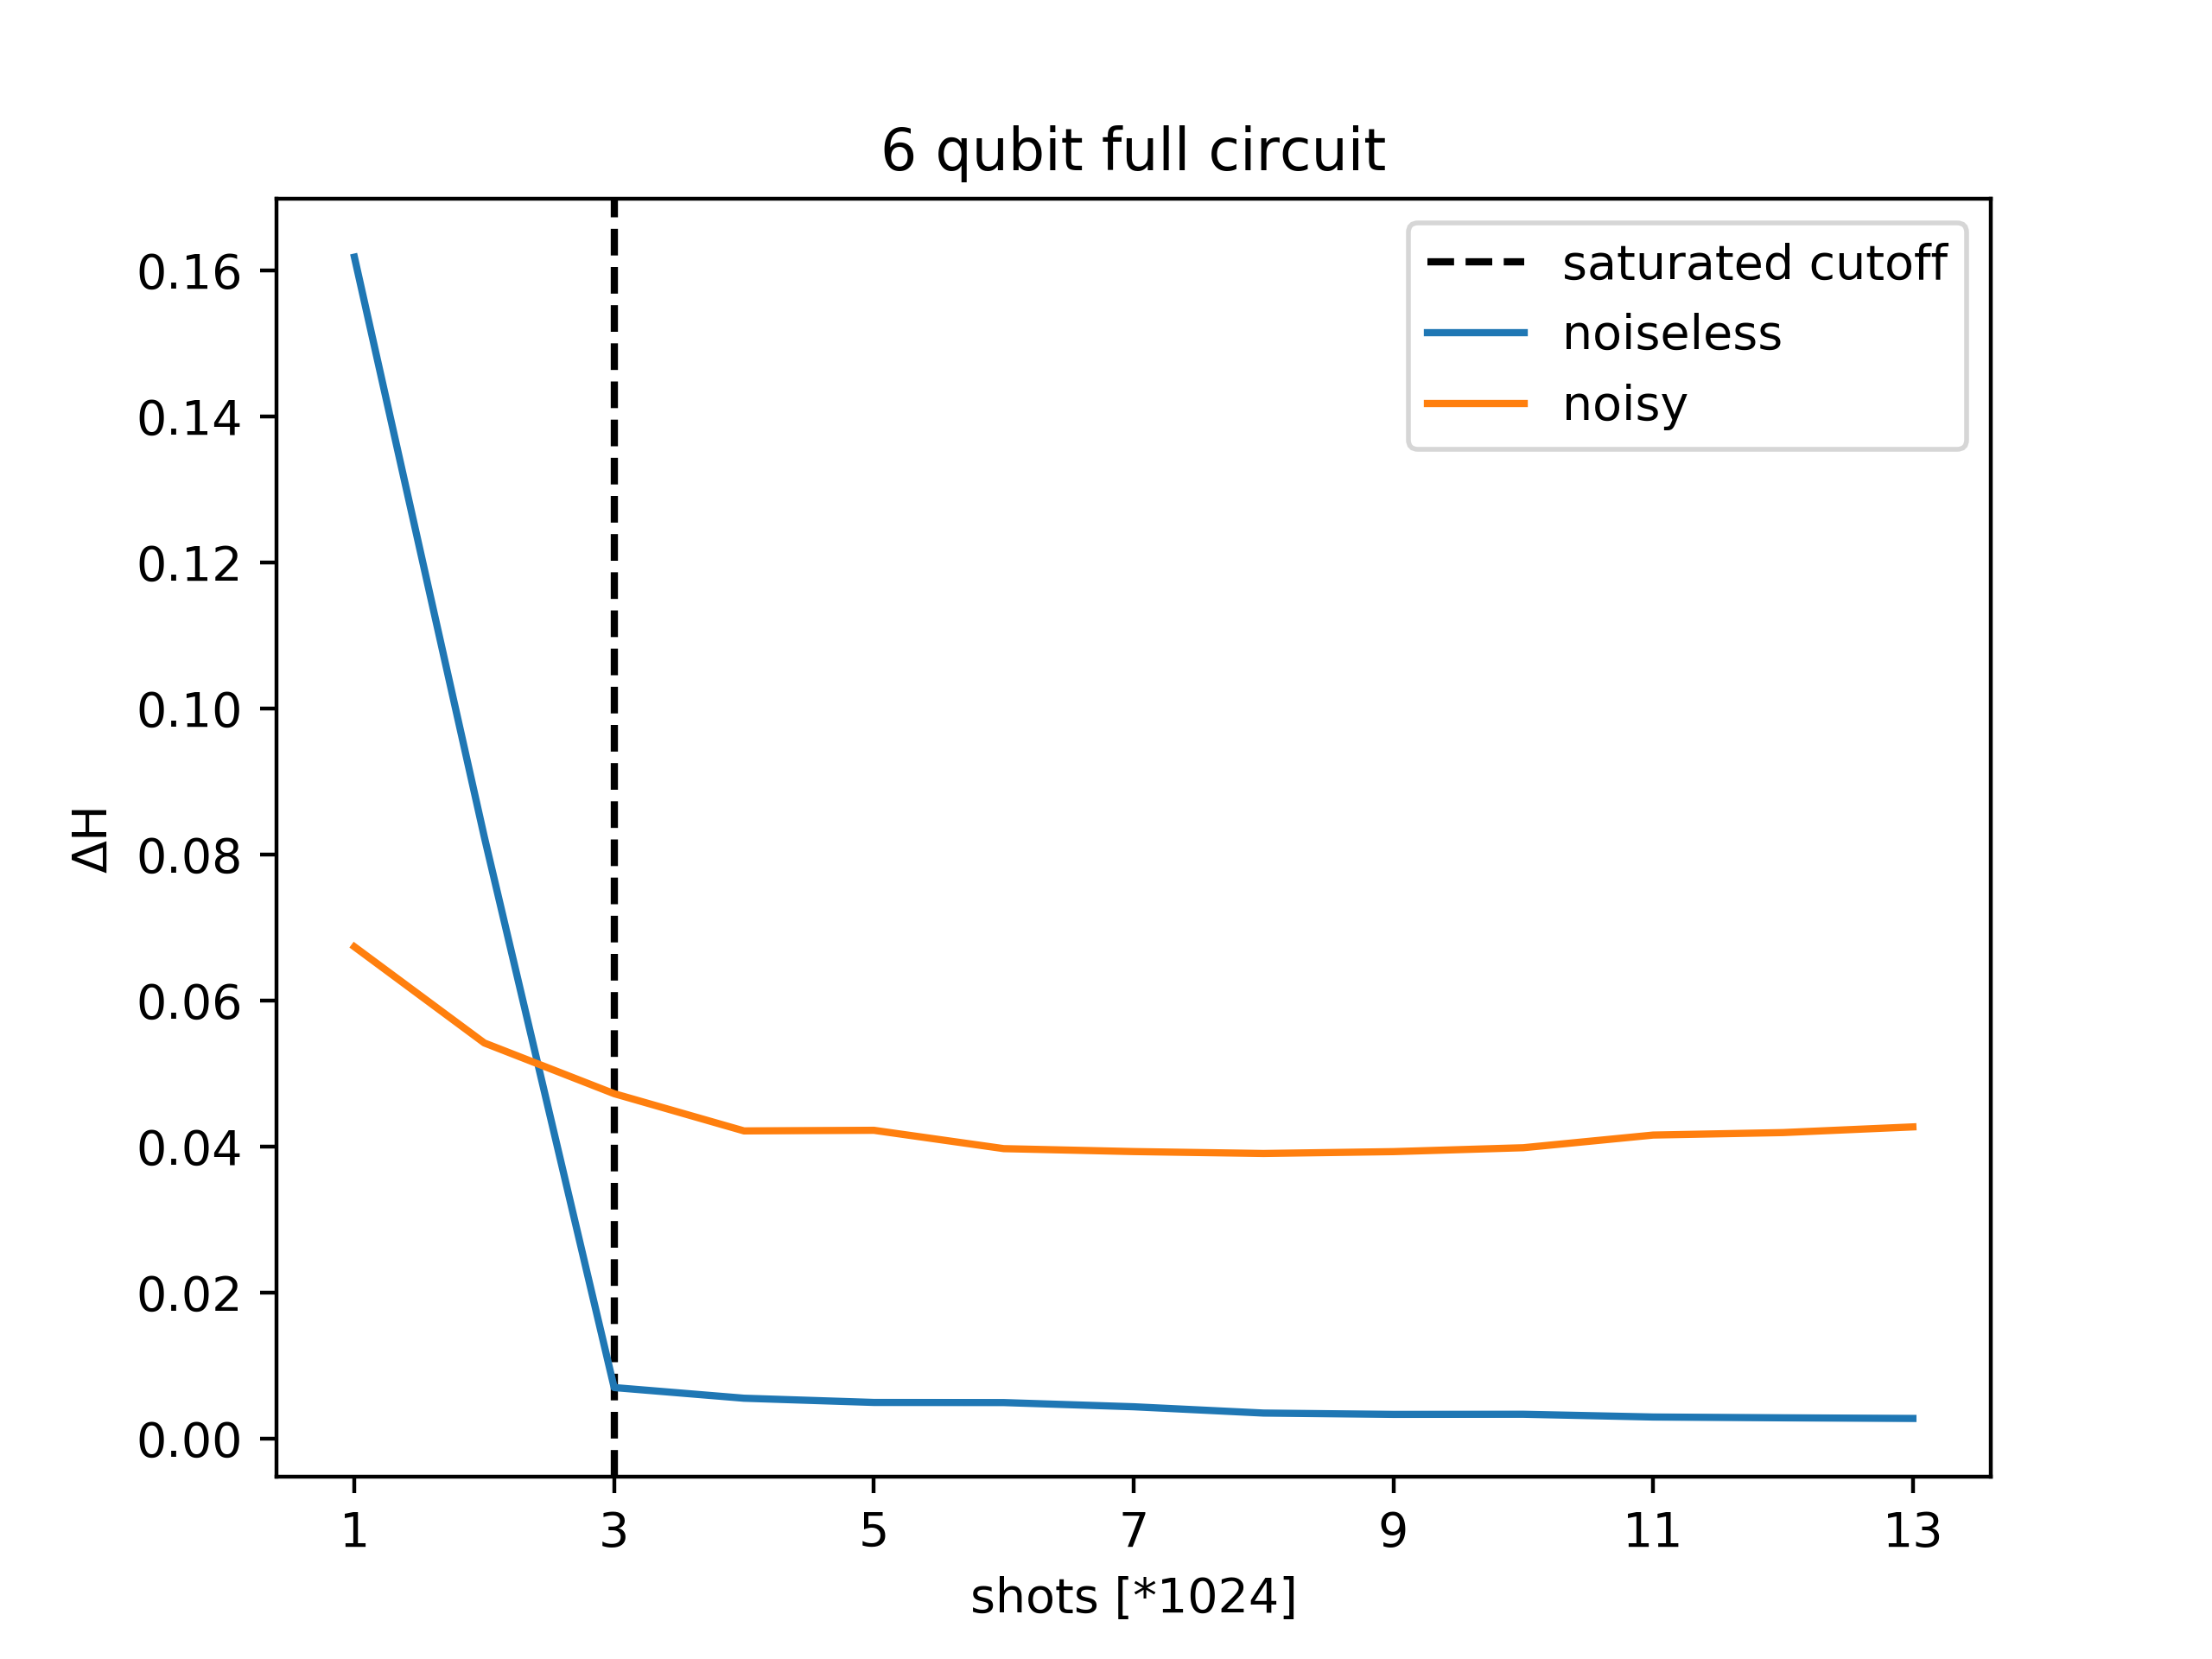 6 qubit full circuit
saturated cutoff
noiseless
noisy
0.16
0.14
0.12
0.10
0.08
0.06
0.04
0.02
0.00
ΔH
1 3 5 7 9 11 13
shots [*1024]